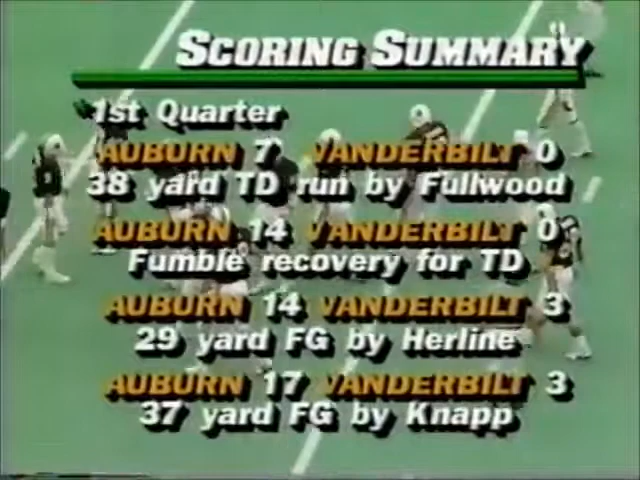 SCORING SUMMARY
1st Quarter
AUBURN 7 VANDERBILT 0
38 yard TD run by Fullwood
AUBURN 14 VANDERBILT 0
Fumble recovery for TD
AUBURN 14 VANDERBILT 3
29 yard FG by Herline
AUBURN 17 VANDERBILT 3
37 yard FG by Knapp